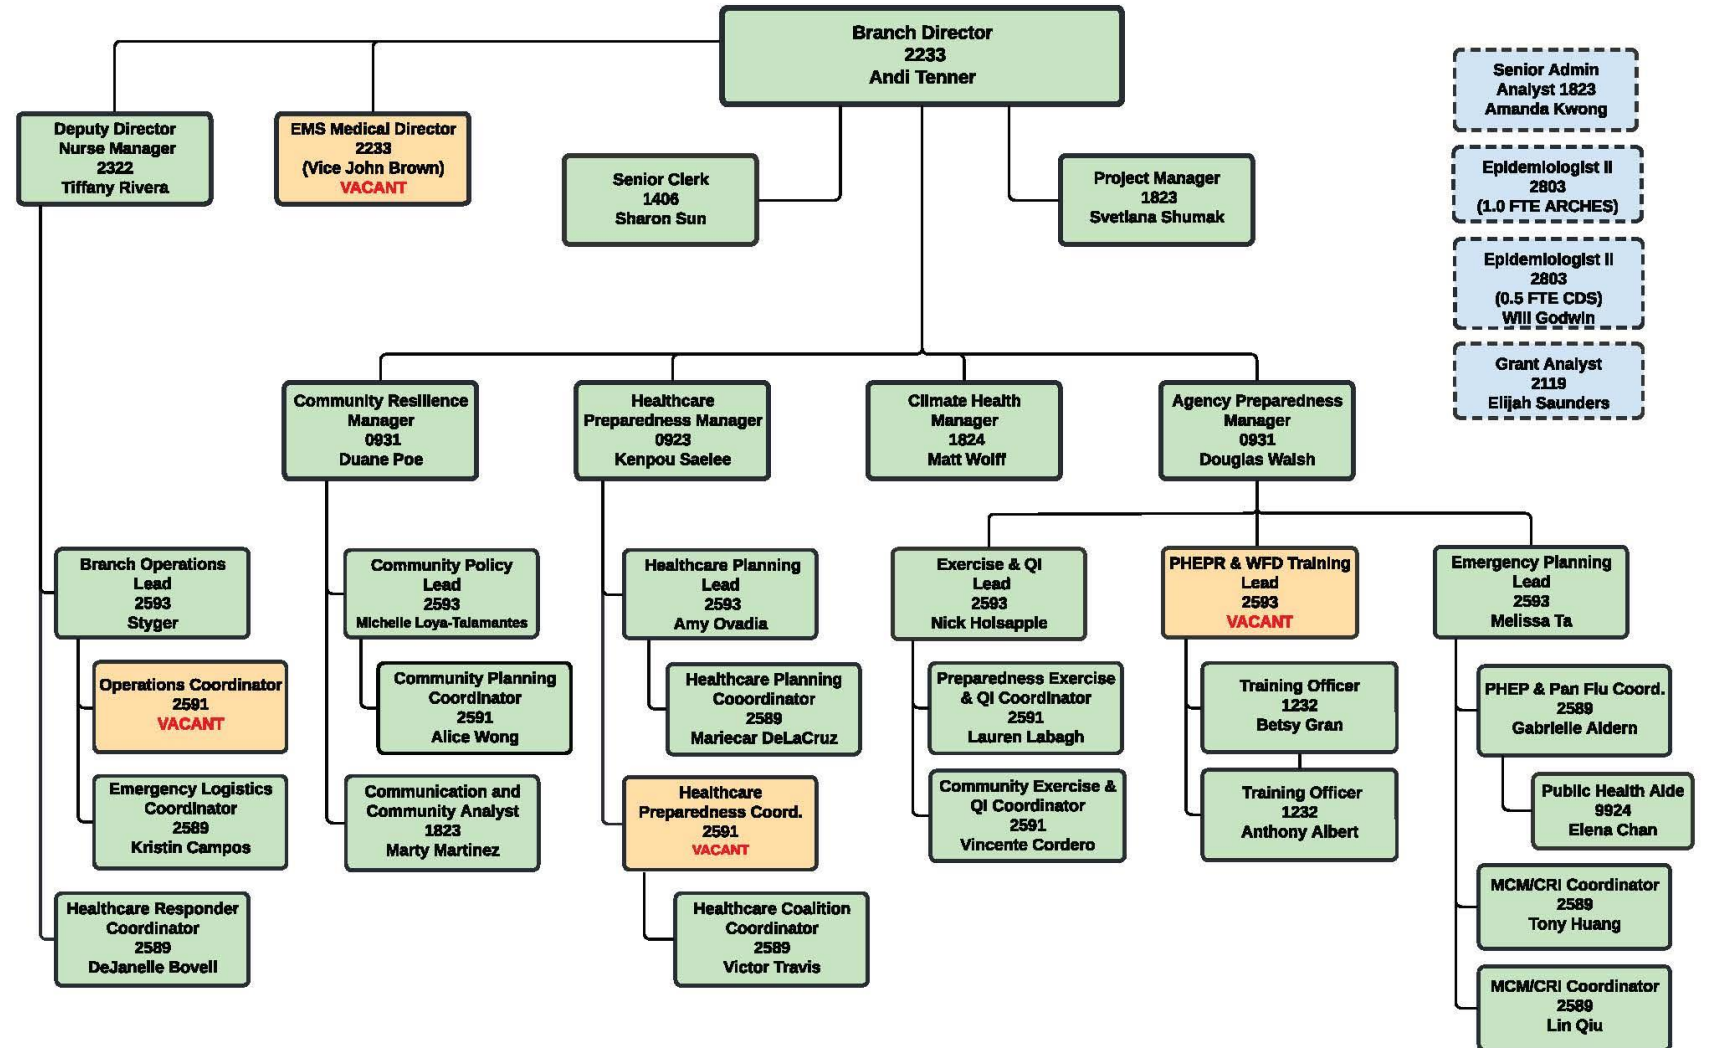 Branch Director
2233
Andi Tenner
Senior Admin
Analyst 1823
Amanda Kwong
Deputy Director
Nurse Manager
2322
Tiffany Rivera
EMS Medical Director
2233
(Vice John Brown)
VACANT
Senior Clerk
1406
Sharon Sun
Project Manager
1823
Svetlana Shumak
Epidemiologist II
2803
(1.0 FTE ARCHES)
Epidemiologist II
2803
(0.5 FTE CDS)
Will Godwin
Grant Analyst
2119
Elijah Saunders
Community Resilience
Manager
0931
Duane Poe
Healthcare
Preparedness Manager
0923
Kenpou Saelee
Climate Health
Manager
1824
Matt Wolff
Agency Preparedness
Manager
0931
Douglas Walsh
Branch Operations
Lead
2593
Styger
Community Policy
Lead
2593
Michelle Loya-Talamantes
Healthcare Planning
Lead
2593
Amy Ovadia
Exercise & QI
Lead
2593
Nick Holsapple
PHEPR & WFD Training
Lead
2593
VACANT
Emergency Planning
Lead
2593
Melissa Ta
Operations Coordinator
2591
VACANT
Community Planning
Coordinator
2591
Alice Wong
Healthcare Planning
Cooordinator
2589
Mariecar DeLaCruz
Preparedness Exercise
& QI Coordinator
2591
Lauren Labagh
Training Officer
1232
Betsy Gran
PHEP & Pan Flu Coord.
2589
Gabrielle Aldern
Emergency Logistics
Coordinator
2589
Kristin Campos
Communication and
Community Analyst
1823
Marty Martinez
Healthcare
Preparedness Coord.
2591
VACANT
Community Exercise &
QI Coordinator
2591
Vincente Cordero
Training Officer
1232
Anthony Albert
Public Health Aide
9924
Elena Chan
Healthcare Responder
Coordinator
2589
DeJanelle Bovell
Healthcare Coalition
Coordinator
2589
Victor Travis
MCM/CRI Coordinator
2589
Tony Huang
MCM/CRI Coordinator
2589
Lin Qiu